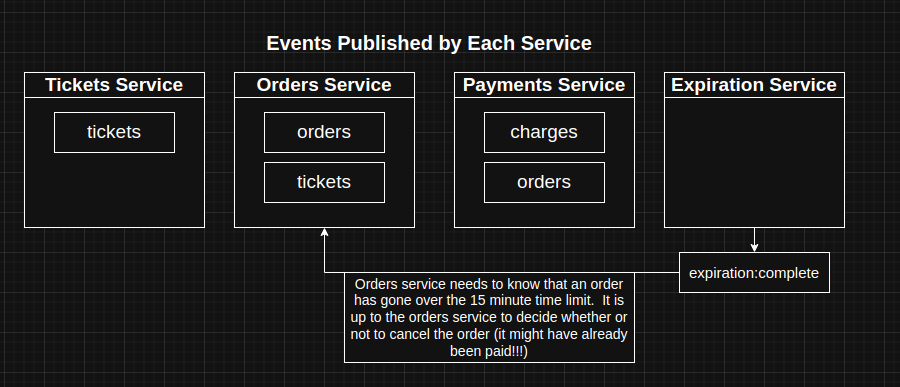 Events Published by Each Service
Tickets Service
Orders Service
Payments Service
Expiration Service
tickets
orders
charges
tickets
orders
expiration:complete
Orders service needs to know that an order
has gone over the 15 minute time limit.  It is
up to the orders service to decide whether or
not to cancel the order (it might have already
been paid!!!)